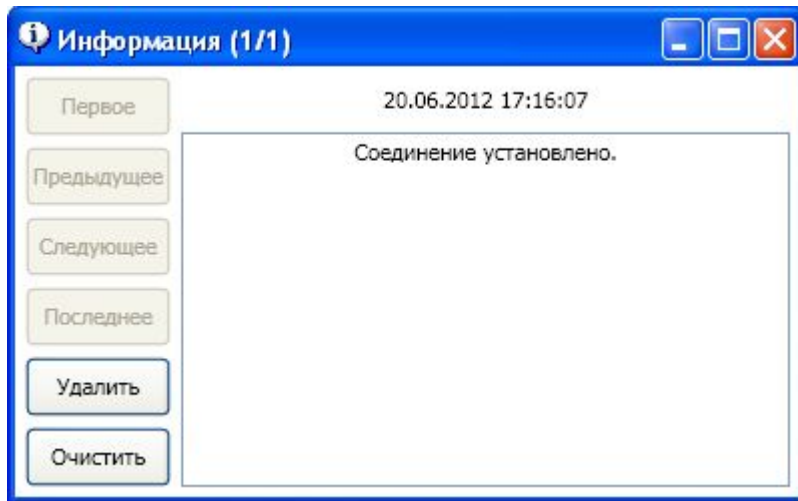 Информация (1/1)
Первое
Предыдущее
Следующее
Последнее
Удалить
Очистить
20.06.2012 17:16:07
Соединение установлено.